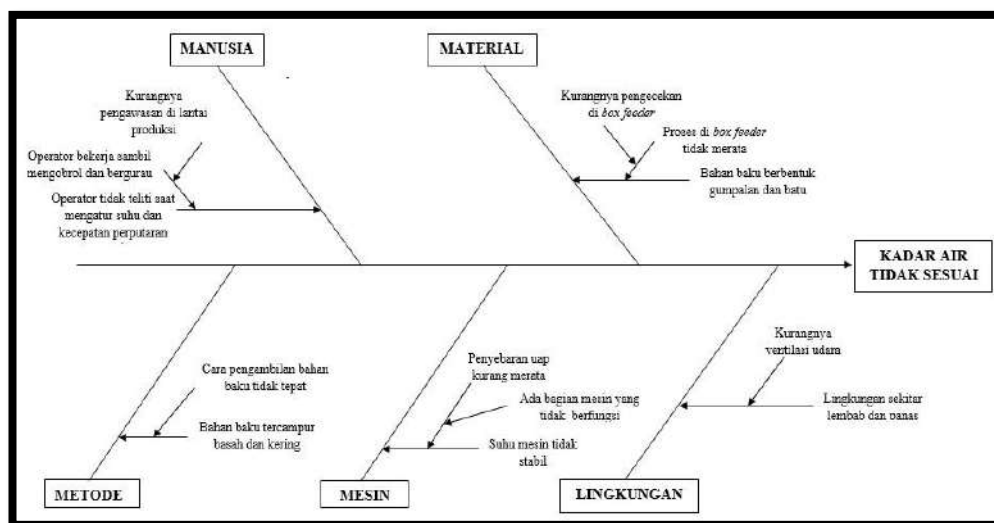 MANUSIA
MATERIAL
Kurangnya
pengawasan di lantai
produksi
Operator bekerja sambil
mengobrol dan bergurau
Operator tidak teliti saat
mengatur suhu dan
kecepatan perputaran
Kurangnya pengecekan
di box feeder
Proses di box feeder
tidak merata
Bahan baku berbentuk
gumpalan dan batu
KADAR AIR
TIDAK SESUAI
Cara pengambilan bahan
baku tidak tepat
Bahan baku tercampur
basah dan kering
Penyebaran uap
kurang merata
Ada bagian mesin yang
tidak berfungsi
Suhu mesin tidak
stabil
Kurangnya
ventilasi udara
Lingkungan sekitar
lembab dan panas
METODE
MESIN
LINGKUNGAN